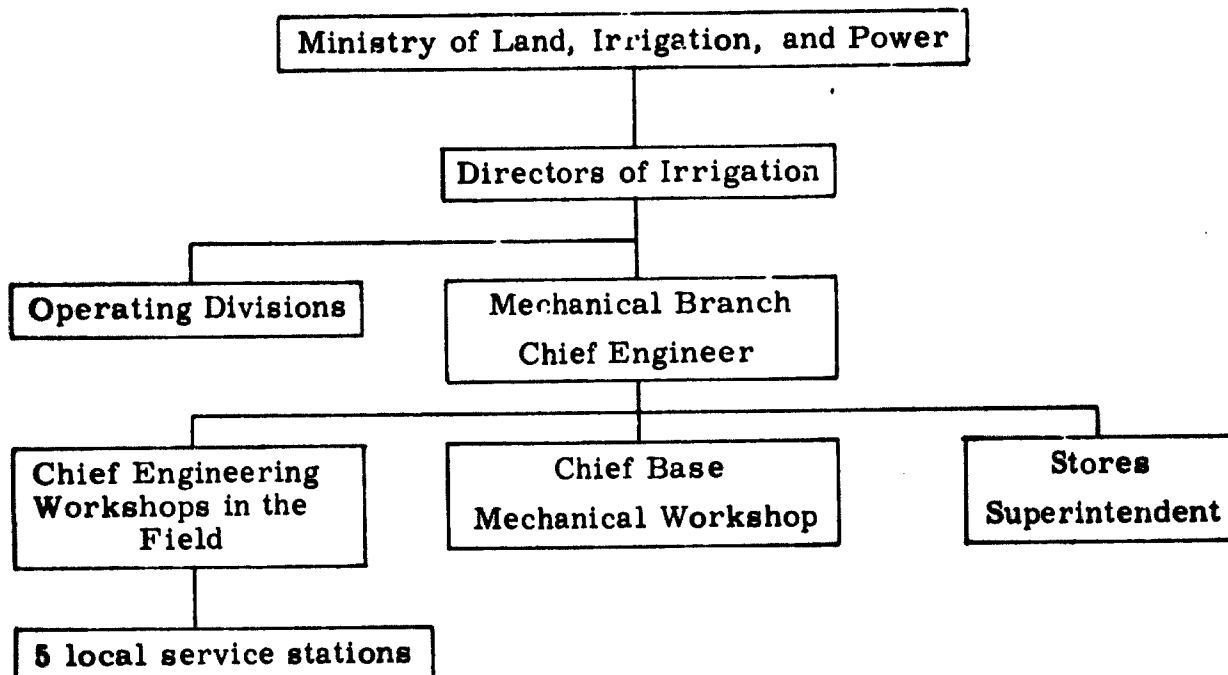 Ministry of Land, Irrigation, and Power
Directors of Irrigation
Operating Divisions
Mechanical Branch
Chief Engineer
Chief Engineering
Workshops in the
Field
Chief Base
Mechanical Workshop
Stores
Superintendent
5 local service stations